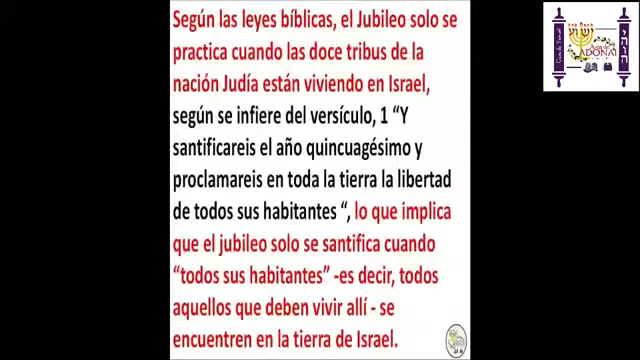 Según las leyes bíblicas, el Jubileo solo se
practica cuando las doce tribus de la
nación Judía están viviendo en Israel,
según se infiere del versículo, 1 “Y
santificareis el año quincuagésimo y
proclamareis en toda la tierra la libertad
de todos sus habitantes “, lo que implica
que el jubileo solo se santifica cuando
“todos sus habitantes” -es decir, todos
aquellos que deben vivir allí - se
encuentren en la tierra de Israel.
ADONAI